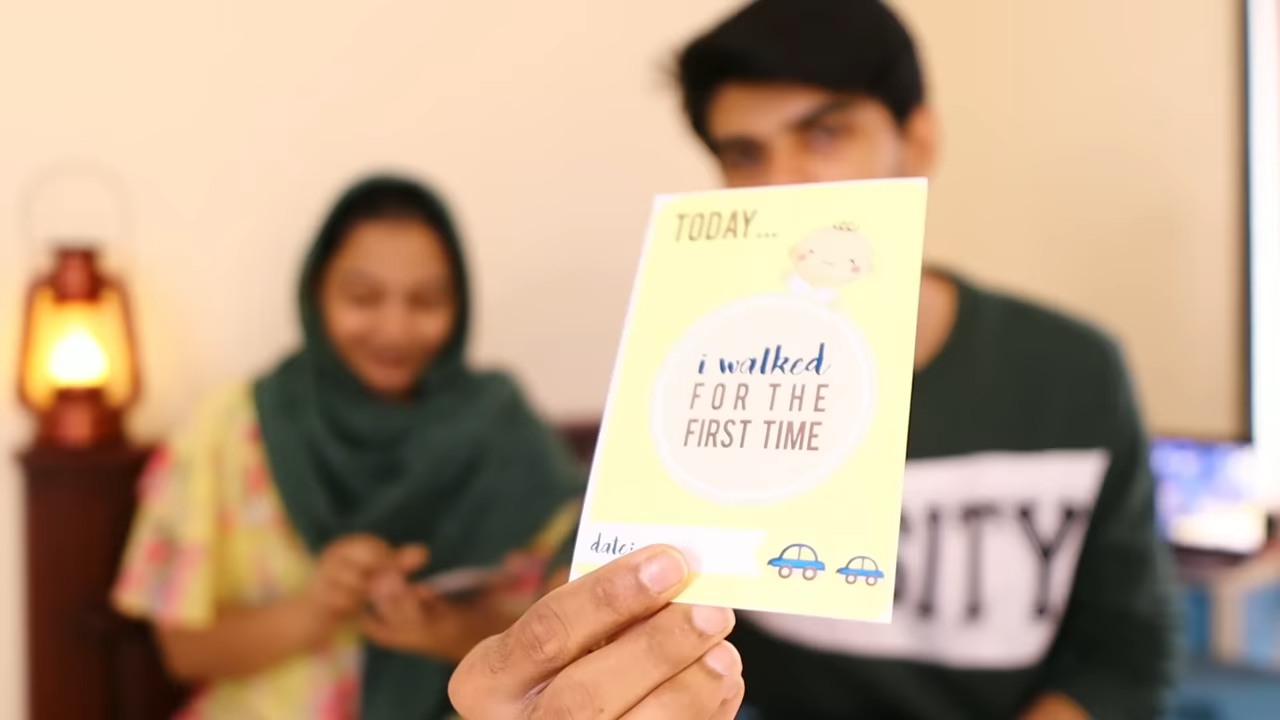 TODAY...
i walked
FOR THE
FIRST TIME
date:
SITY